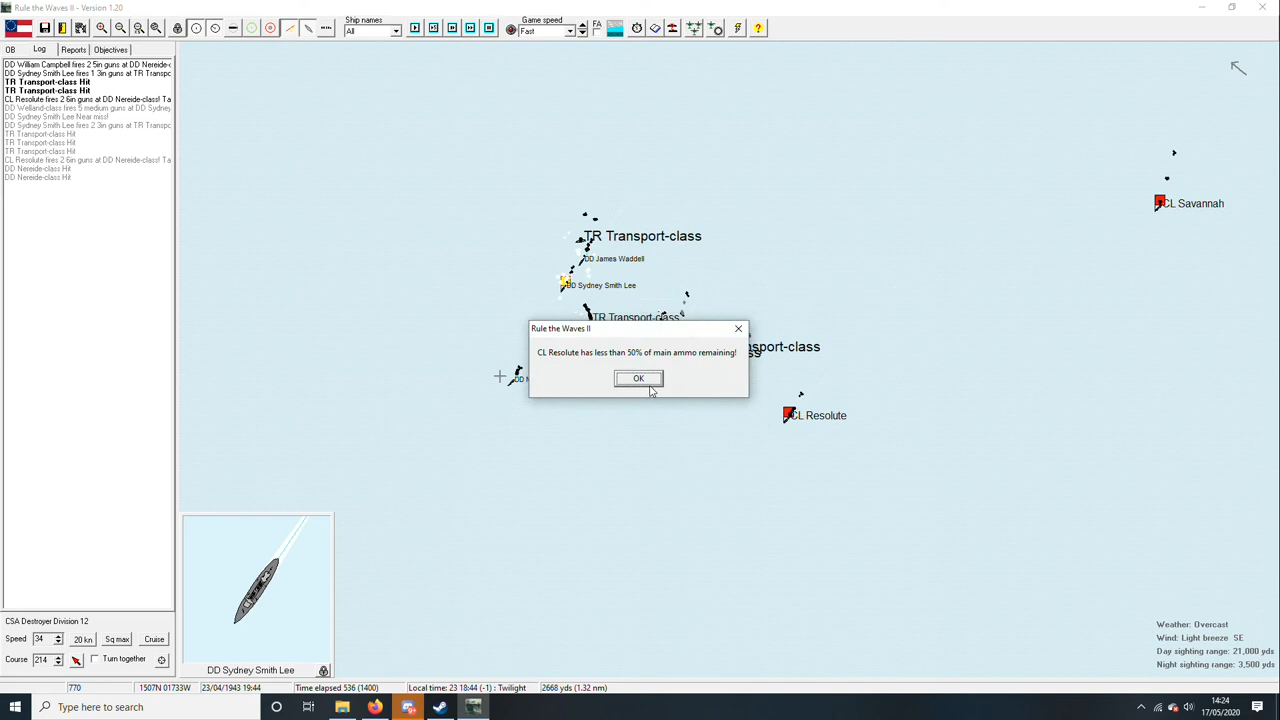 Rule the Waves II - Version 1.20
Ship names
All
Game speed
Fast
FA
OB
Log
Reports
Objectives
DD William Campbell fires 2 5in guns at DD Nereide-c
DD Sydney Smith Lee fires 1 3in guns at TR Transpo
TR Transport-class Hit
TR Transport-class Hit
CL Resolute fires 2 6in guns at DD Nereide-class! Ta
DD Welland-class fires 5 medium guns at DD Sydney
DD Sydney Smith Lee Near miss!
DD Sydney Smith Lee fires 2 3in guns at TR Transpo
TR Transport-class Hit
TR Transport-class Hit
TR Transport-class Hit
CL Resolute fires 2 6in guns at DD Nereide-class! Ta
DD Nereide-class Hit
DD Nereide-class Hit
CL Savannah
TR Transport-class
DD James Waddell
DD Sydney Smith Lee
TR Transport-class
Rule the Waves II
CL Resolute has less than 50% of main ammo remaining!
OK
sport-class
CL Resolute
CSA Destroyer Division 12
Speed 34 20 kn Sq max Cruise
Course 214 Turn together
DD Sydney Smith Lee
Weather: Overcast
Wind: Light breeze SE
Day sighting range: 21,000 yds
Night sighting range: 3,500 yds
770 1507N 01733W 23/04/1943 19:44 Time elapsed 536 (1400) Local time: 23 18:44 (-1) : Twilight 2668 yds (1.32 nm)
Type here to search
14:24
17/05/2020